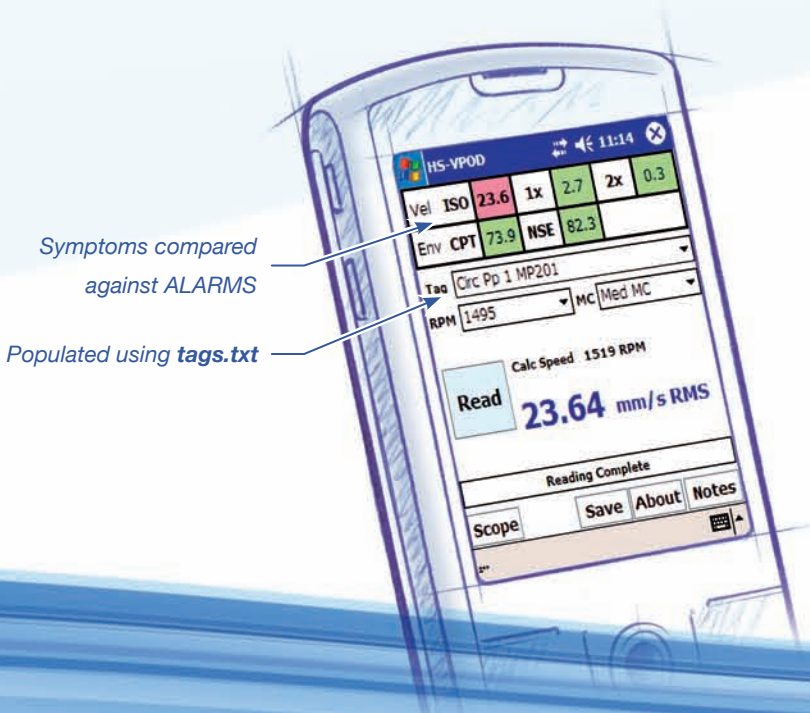 HS-VPOD 11:14
Vel ISO 23.6 1x 2.7 2x 0.3
Env CPT 73.9 NSE 82.3
Symptoms compared
against ALARMS
Tag Circ Pp 1 MP201
RPM 1495 MC Med MC
Populated using tags.txt
Calc Speed 1519 RPM
Read
23.64 mm/s RMS
Reading Complete
Scope Save About Notes